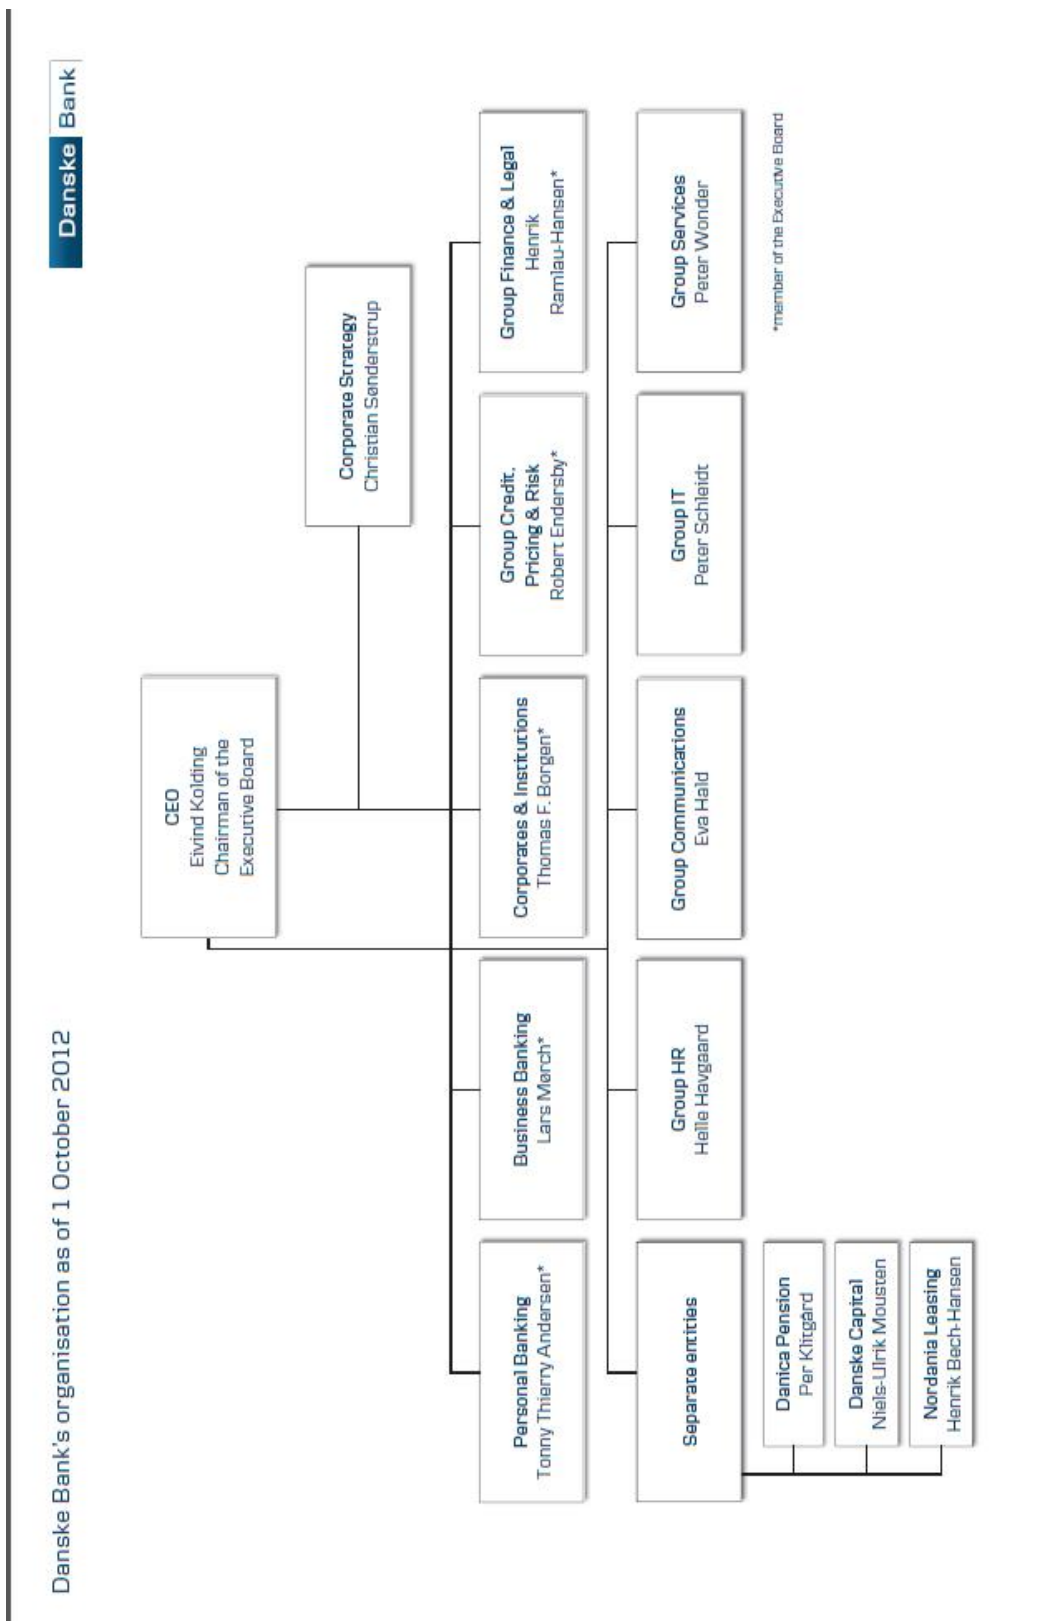 Danske Bank's organisation as of 1 October 2012
Danske Bank
CEO
Eivind Kolding
Chairman of the
Executive Board
Corporate Strategy
Christian Sønderstrup
Personal Banking
Tonny Thierry Andersen*
Business Banking
Lars Mørch*
Corporates & Institutions
Thomas F. Borgen*
Group Credit,
Pricing & Risk
Robert Endersby*
Group Finance & Legal
Henrik
Ramlau-Hansen*
Separate entities
Group HR
Helle Havgaard
Group Communications
Eva Hald
Group IT
Peter Schleidt
Group Services
Peter Wonder
Danica Pension
Per Klitgård
Danske Capital
Niels-Ulrik Mousten
Nordania Leasing
Henrik Bech-Hansen
*member of the Executive Board